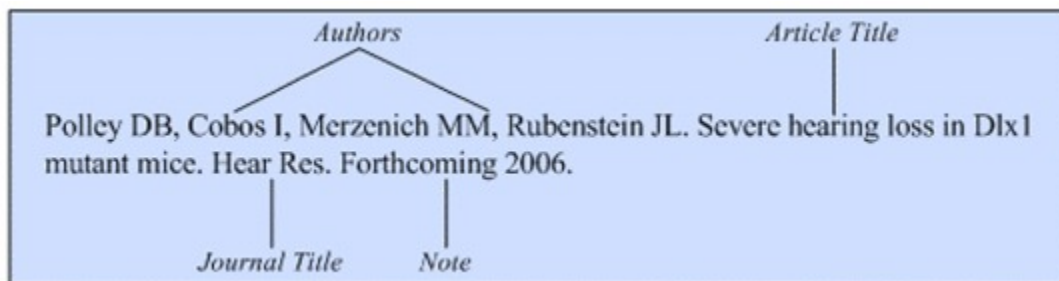 Authors Article Title
Polley DB, Cobos I, Merzenich MM, Rubenstein JL. Severe hearing loss in Dlx1
mutant mice. Hear Res. Forthcoming 2006.
Journal Title Note